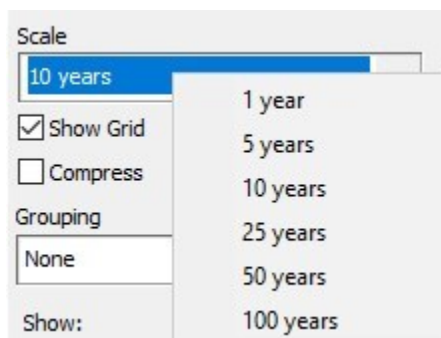 Scale
10 years
1 year
Show Grid
5 years
Compress
10 years
Grouping
25 years
None
50 years
Show:
100 years